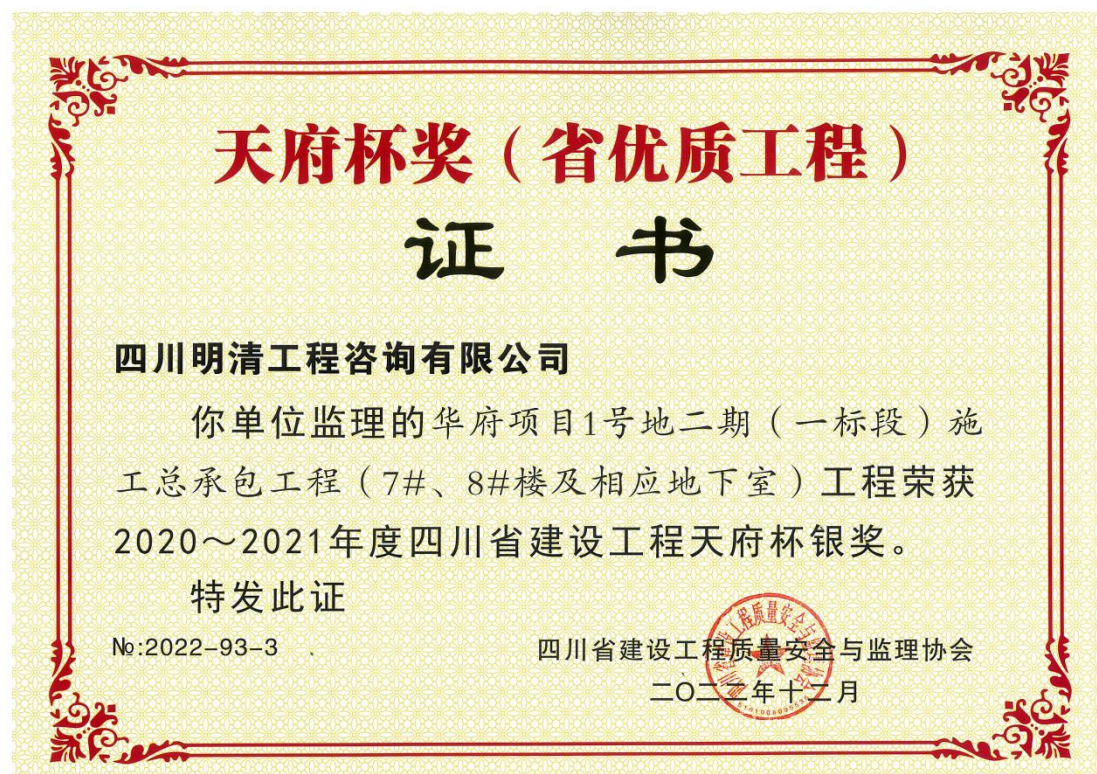 天府杯奖（省优质工程）
证 书
四川明清工程咨询有限公司
你单位监理的华府项目1号地二期（一标段）施
工总承包工程（7#、8#楼及相应地下室）工程荣获
2020～2021年度四川省建设工程天府杯银奖。
特发此证
№:2022-93-3
四川省建设工程质量安全与监理协会
二〇二二年十二月